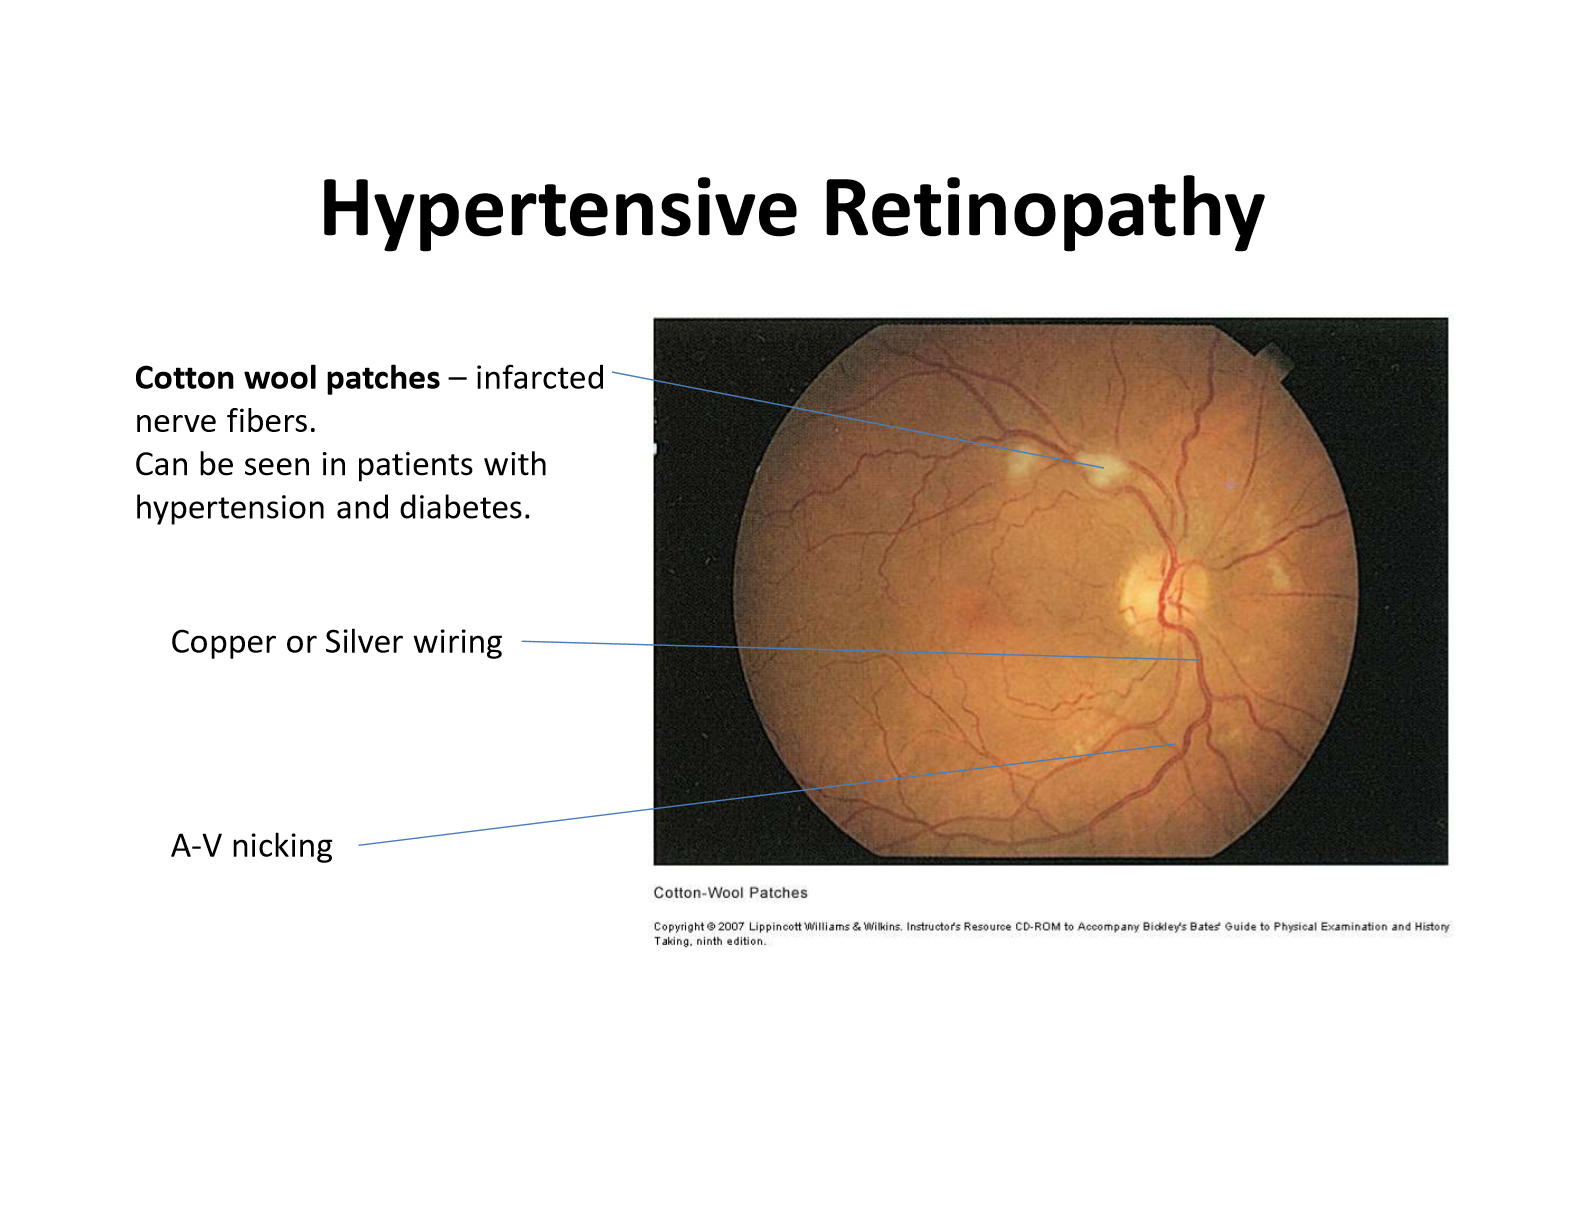 Hypertensive Retinopathy
Cotton wool patches – infarcted
nerve fibers.
Can be seen in patients with
hypertension and diabetes.
Copper or Silver wiring
A-V nicking
Cotton-Wool Patches
Copyright © 2007 Lippincott Williams & Wilkins. Instructor's Resource CD-ROM to Accompany Bickley's Bates' Guide to Physical Examination and History
Taking, ninth edition.